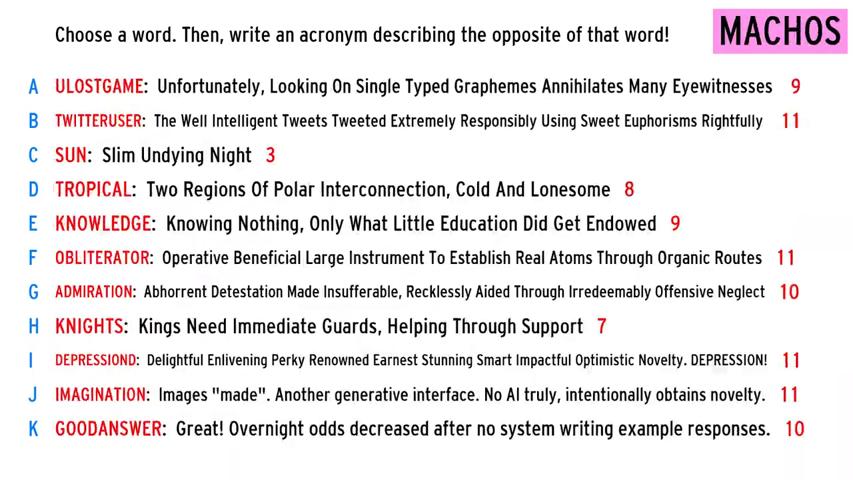 Choose a word. Then, write an acronym describing the opposite of that word!
MACHOS
A ULOSTGAME: Unfortunately, Looking On Single Typed Graphemes Annihilates Many Eyewitnesses 9
B TWITTERUSER: The Well Intelligent Tweets Tweeted Extremely Responsibly Using Sweet Euphorisms Rightfully 11
C SUN: Slim Undying Night 3
D TROPICAL: Two Regions Of Polar Interconnection, Cold And Lonesome 8
E KNOWLEDGE: Knowing Nothing, Only What Little Education Did Get Endowed 9
F OBLITERATOR: Operative Beneficial Large Instrument To Establish Real Atoms Through Organic Routes 11
G ADMIRATION: Abhorrent Detestation Made Insufferable, Recklessly Aided Through Irredeemably Offensive Neglect 10
H KNIGHTS: Kings Need Immediate Guards, Helping Through Support 7
I DEPRESSIOND: Delightful Enlivening Perky Renowned Earnest Stunning Smart Impactful Optimistic Novelty. DEPRESSION! 11
J IMAGINATION: Images "made". Another generative interface. No AI truly, intentionally obtains novelty. 11
K GOODANSWER: Great! Overnight odds decreased after no system writing example responses. 10